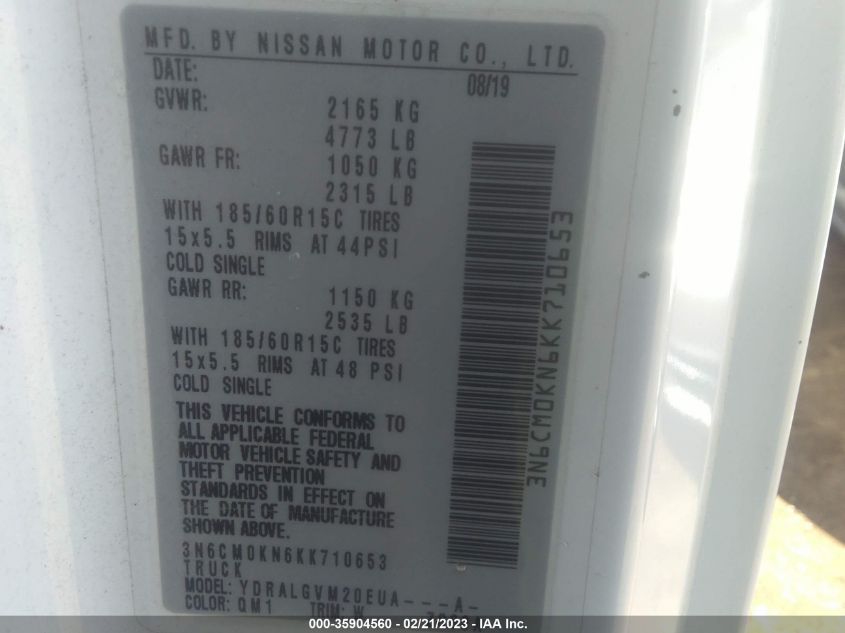 MFD. BY NISSAN MOTOR CO., LTD.
DATE: 08/19
GVWR: 2165 KG
4773 LB
GAWR FR: 1050 KG
2315 LB
WITH 185/60R15C TIRES
15x5.5 RIMS AT 44PSI
COLD SINGLE
GAWR RR: 1150 KG
2535 LB
WITH 185/60R15C TIRES
15x5.5 RIMS AT 48 PSI
COLD SINGLE
THIS VEHICLE CONFORMS TO
ALL APPLICABLE FEDERAL
MOTOR VEHICLE SAFETY AND
THEFT PREVENTION
STANDARDS IN EFFECT ON
THE DATE OF MANUFACTURE
SHOWN ABOVE.
3N6CM0KN6KK710653
TRUCK
MODEL: YDRALGVM20EUA---A-
COLOR: QM1 TRIM: W
3N6CM0KN6KK710653
000-35904560 - 02/21/2023 - IAA, Inc.